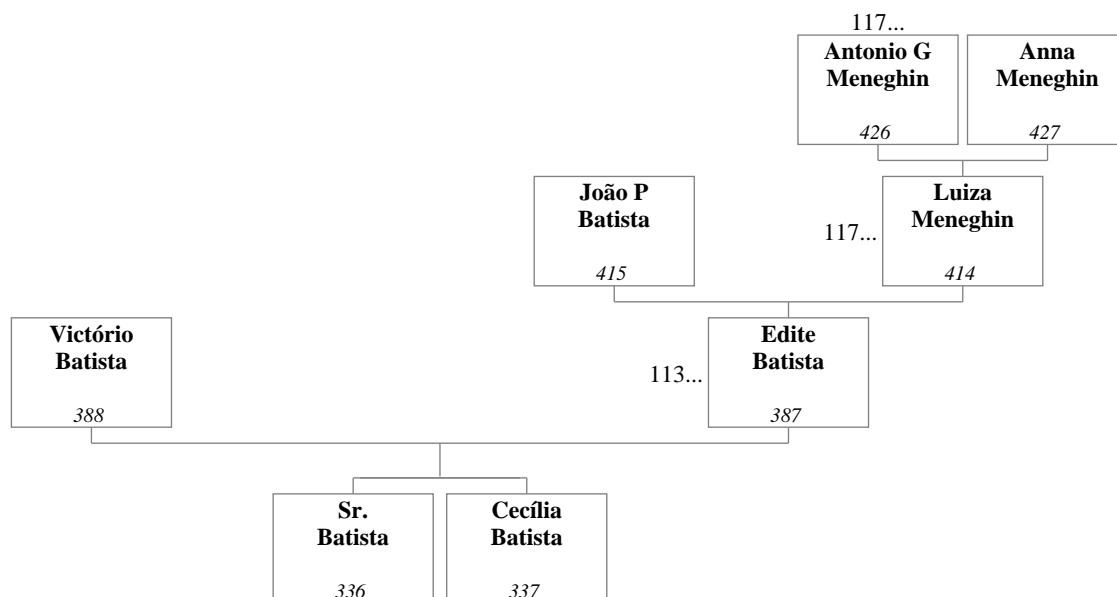 117...
Antonio G
Meneghin
426
Anna
Meneghin
427
João P
Batista
415
117...
Luiza
Meneghin
414
Victório
Batista
388
113...
Edite
Batista
387
Sr.
Batista
336
Cecília
Batista
337